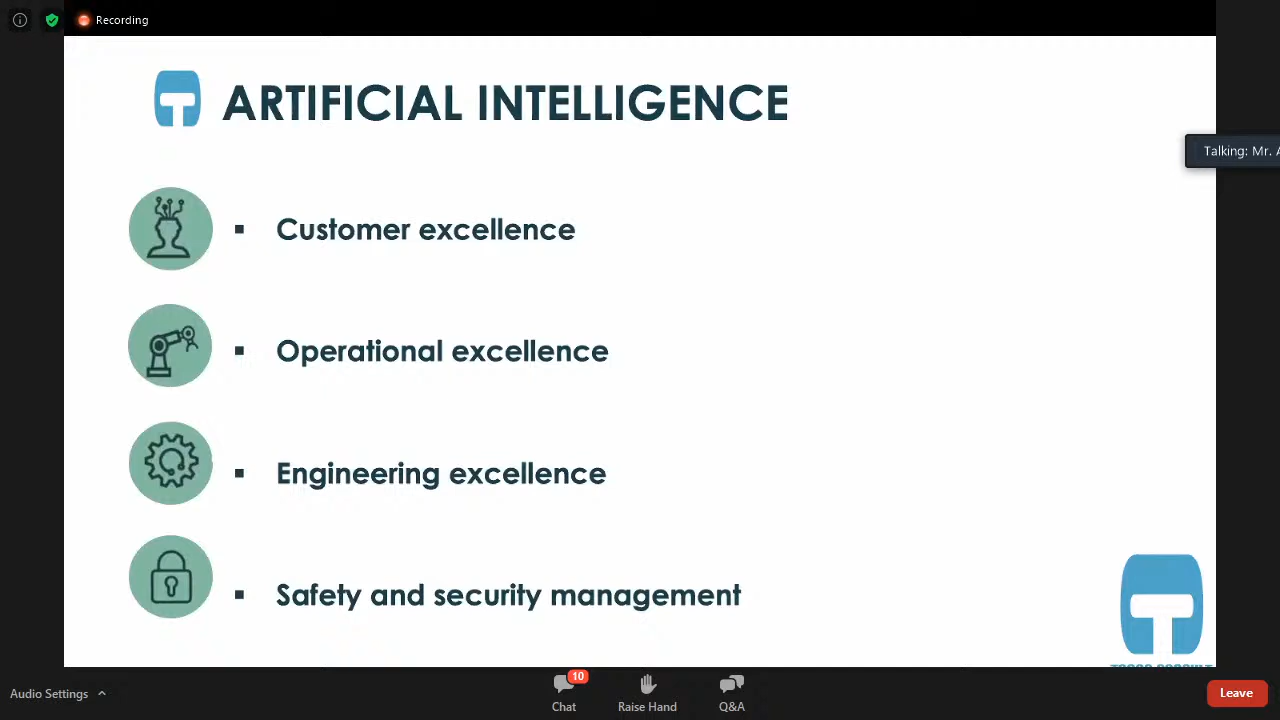 Recording
ARTIFICIAL INTELLIGENCE
Talking: Mr. A
▪ Customer excellence
▪ Operational excellence
▪ Engineering excellence
▪ Safety and security management
T
Audio Settings
10
Chat
Raise Hand
Q&A
Leave